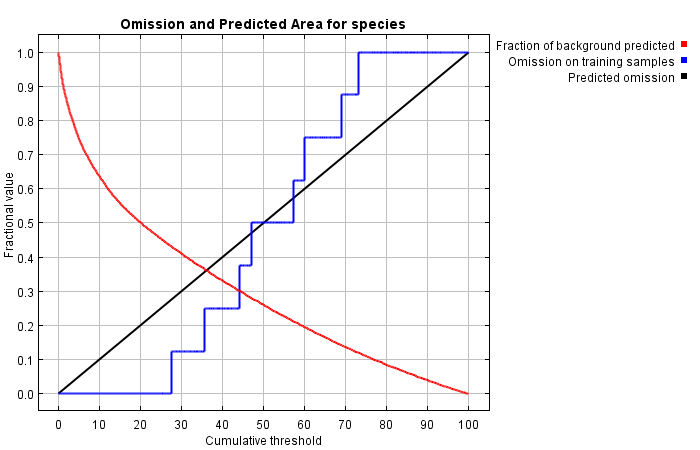 Omission and Predicted Area for species
Fraction of background predicted
Omission on training samples
Predicted omission
Fractional value
1.0
0.9
0.8
0.7
0.6
0.5
0.4
0.3
0.2
0.1
0.0
0 10 20 30 40 50 60 70 80 90 100
Cumulative threshold